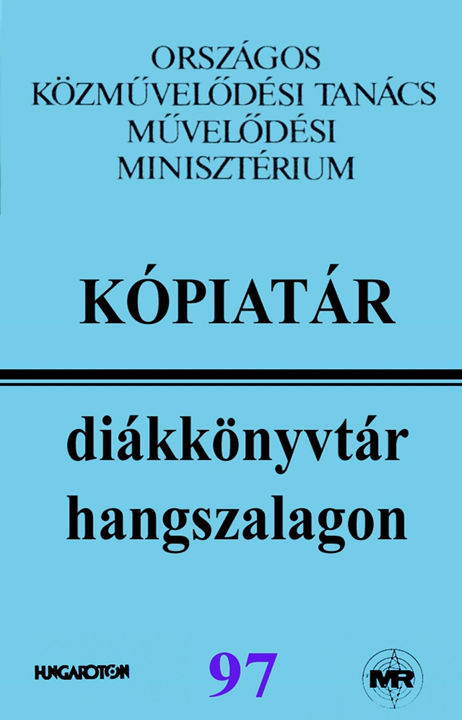 ORSZÁGOS
KÖZMŰVELŐDÉSI TANÁCS
MŰVELŐDÉSI
MINISZTÉRIUM
KÓPIATÁR
diákkönyvtár
hangszalagon
HUNGAROTON
97
MR